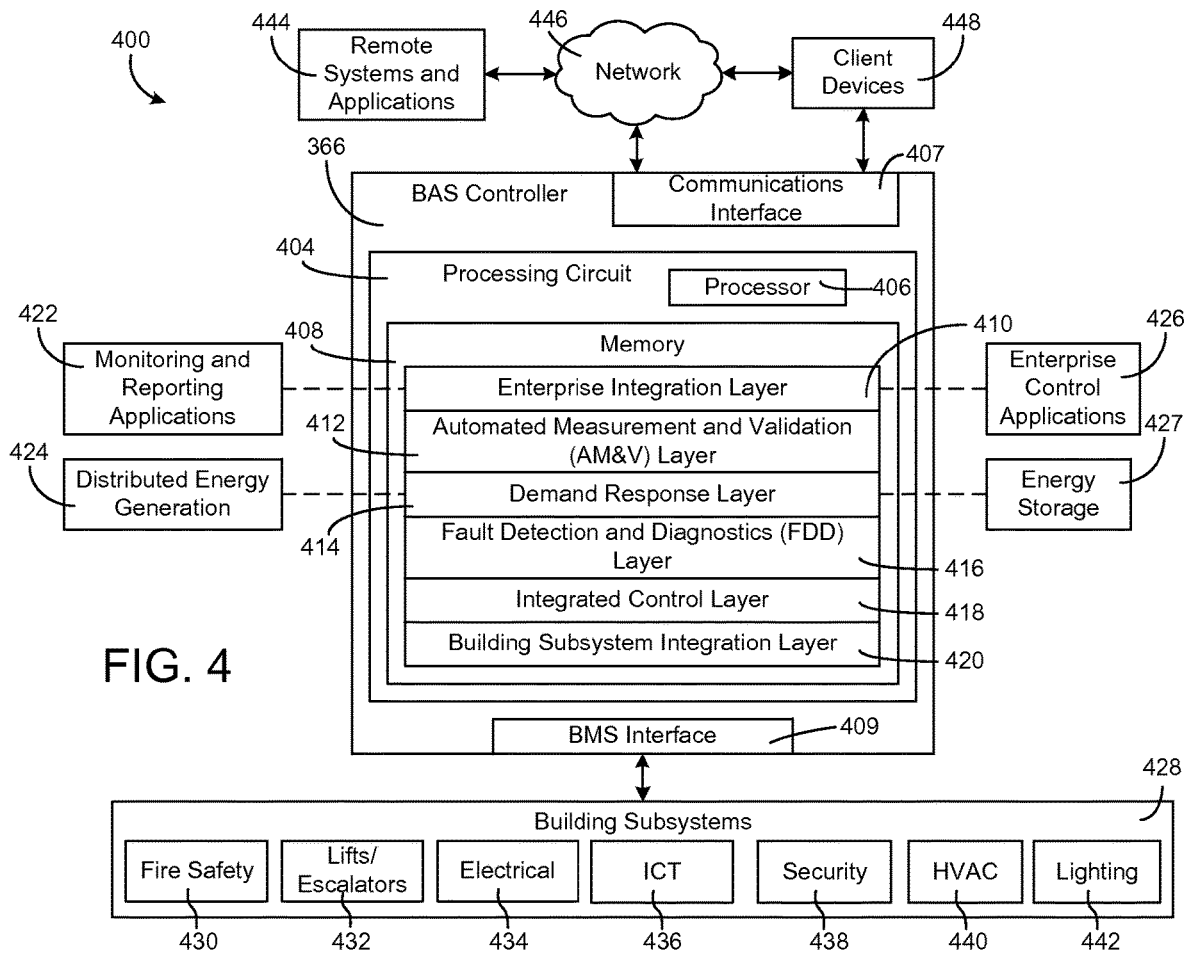 400
444
Remote
Systems and
Applications
446
Network
448
Client
Devices
366
BAS Controller
407
Communications
Interface
404
Processing Circuit
Processor
406
422
Monitoring and
Reporting
Applications
408
Memory
410
426
Enterprise
Control
Applications
Enterprise Integration Layer
412
Automated Measurement and Validation
(AM&V) Layer
424
Distributed Energy
Generation
427
Energy
Storage
Demand Response Layer
414
Fault Detection and Diagnostics (FDD)
Layer
416
Integrated Control Layer
418
Building Subsystem Integration Layer
420
FIG. 4
BMS Interface
409
428
Building Subsystems
Fire Safety
Lifts/
Escalators
Electrical
ICT
Security
HVAC
Lighting
430
432
434
436
438
440
442